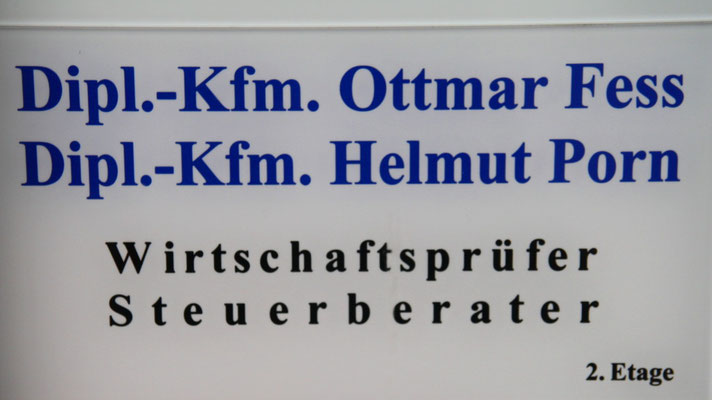 Dipl.-Kfm. Ottmar Fess
Dipl.-Kfm. Helmut Porn
Wirtschaftsprüfer
Steuerberater
2. Etage